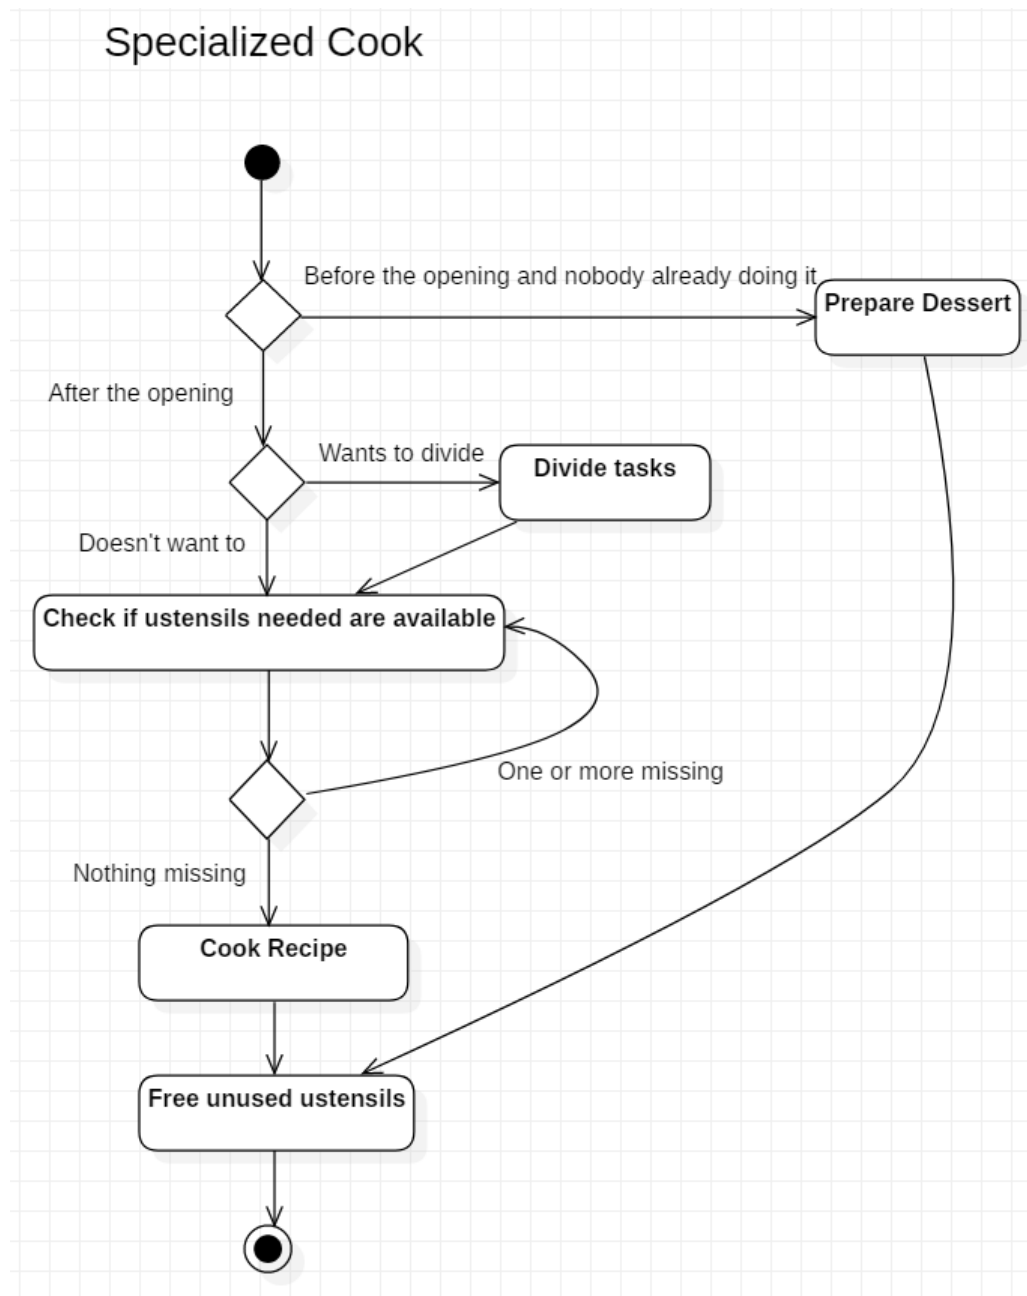 Specialized Cook
Before the opening and nobody already doing it
Prepare Dessert
After the opening
Wants to divide
Divide tasks
Doesn't want to
Check if ustensils needed are available
One or more missing
Nothing missing
Cook Recipe
Free unused ustensils